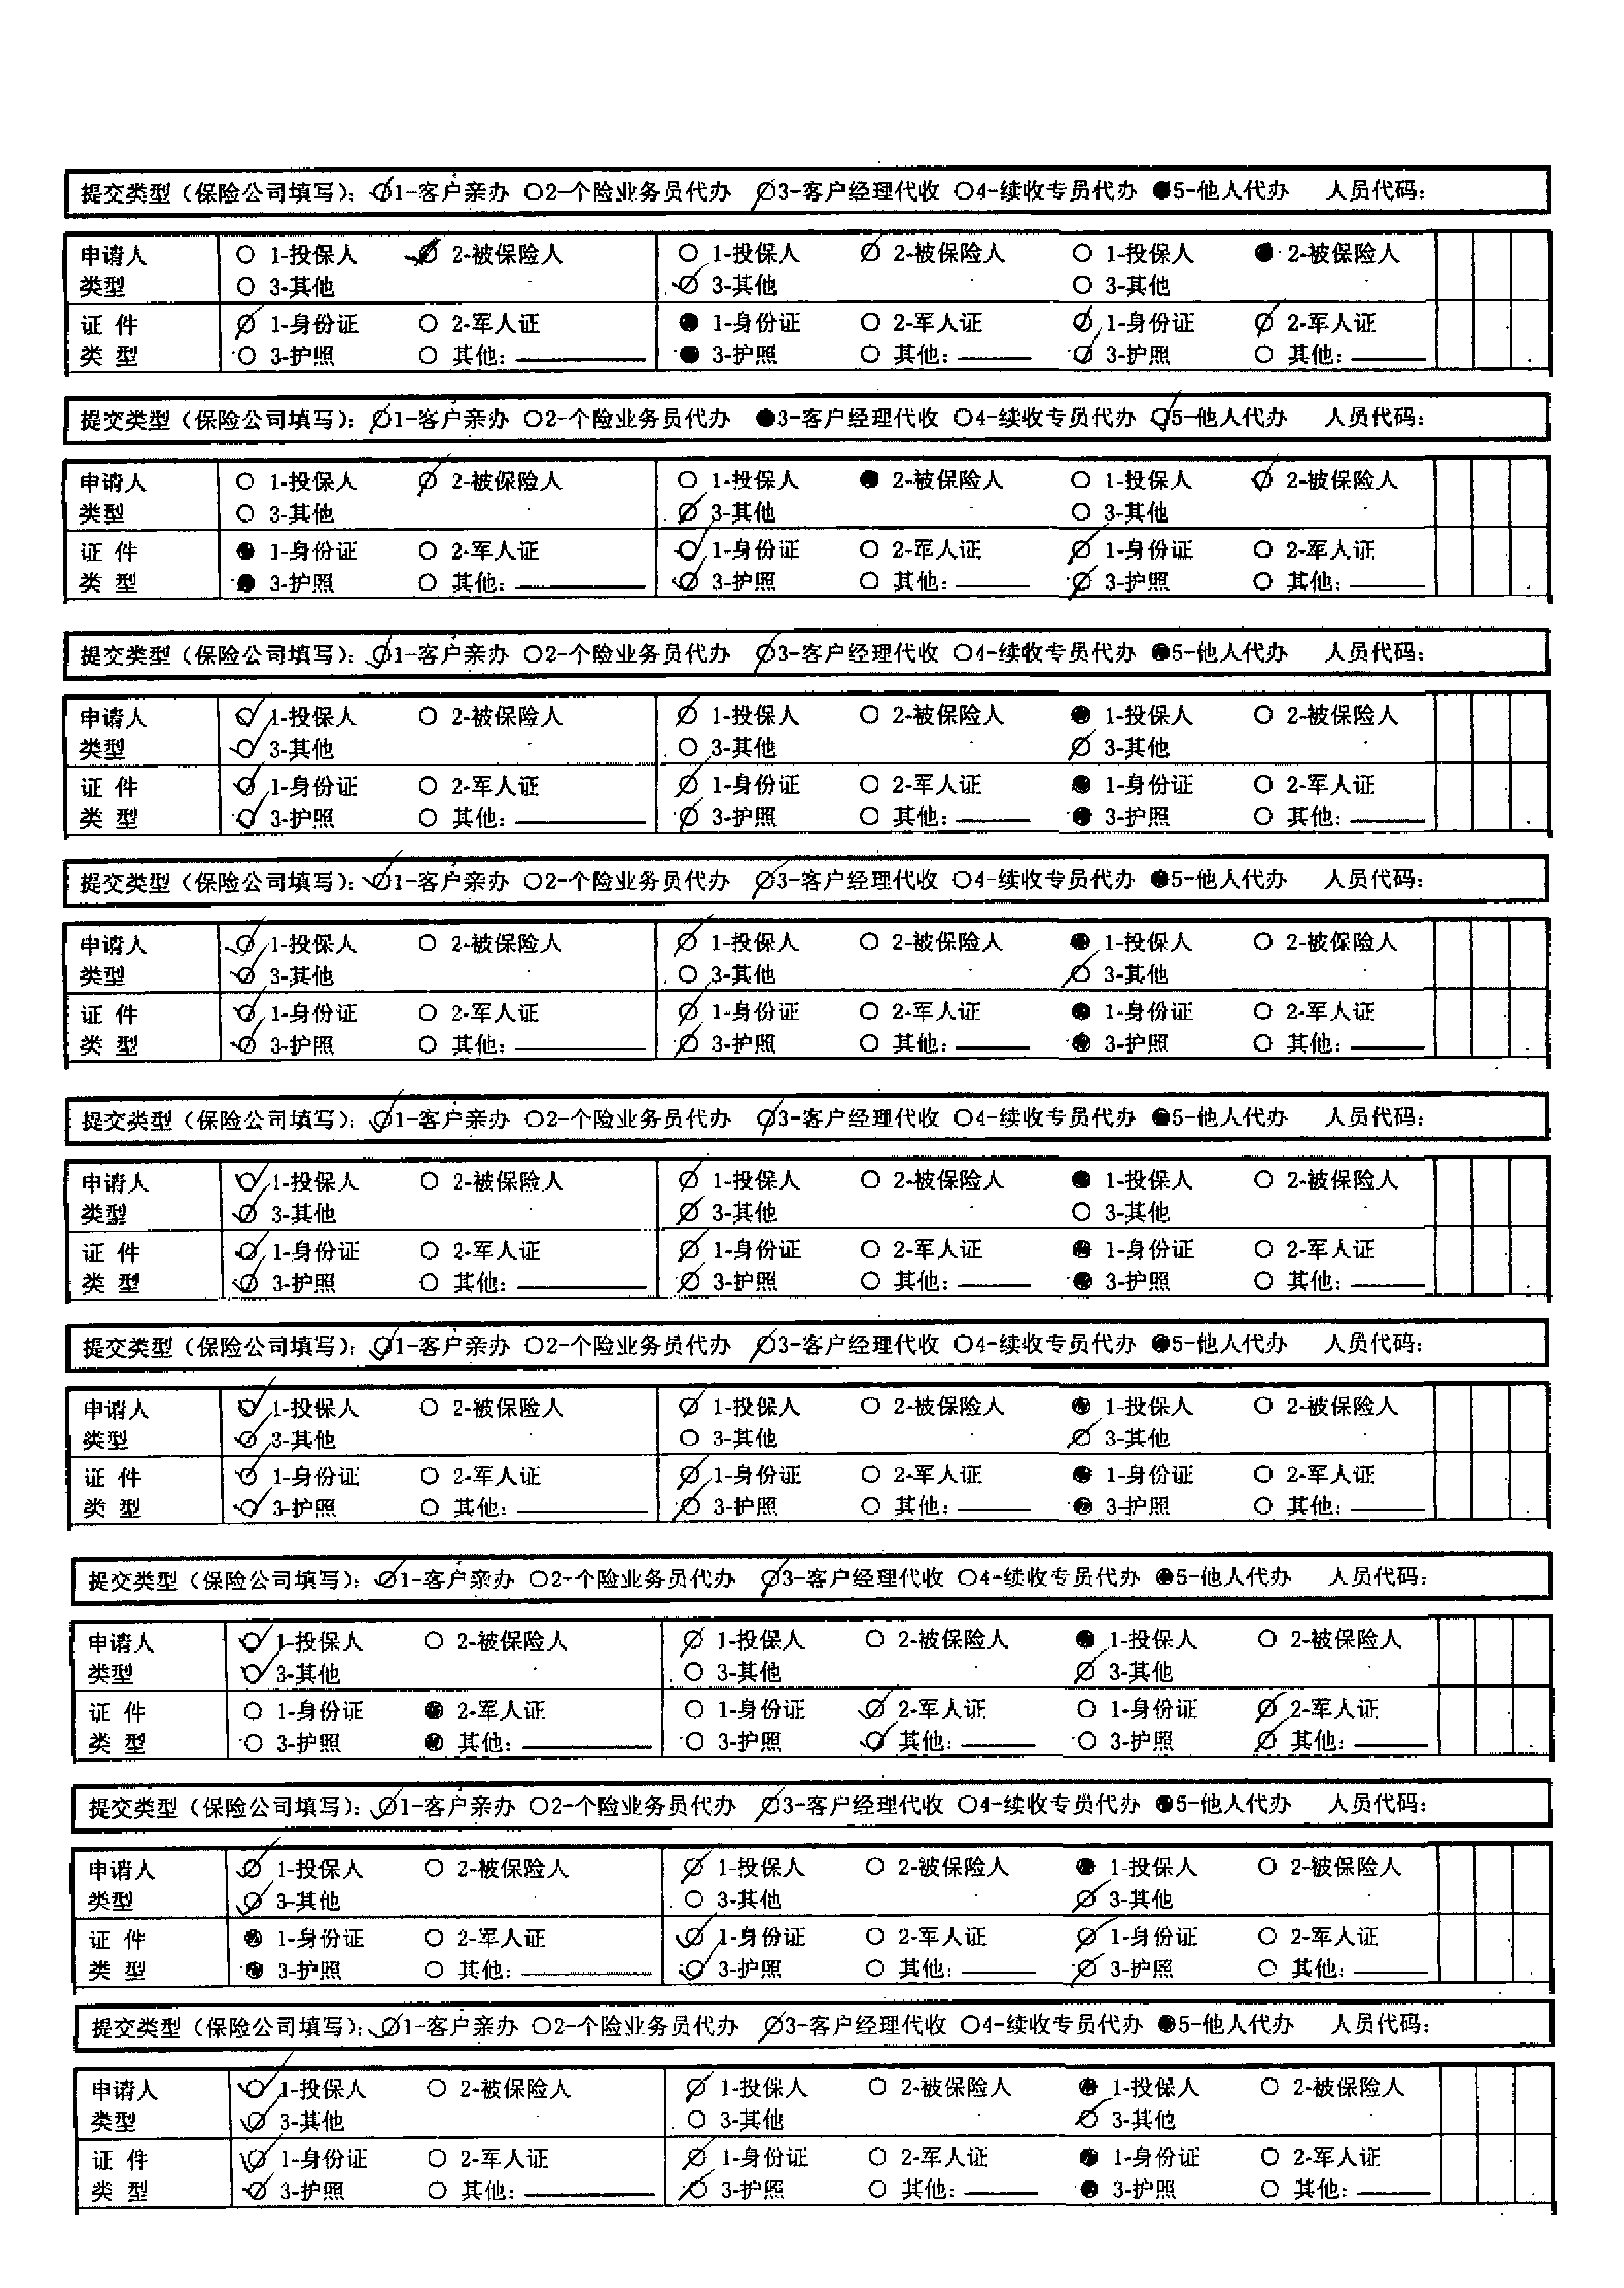 提交类型（保险公司填写）：○1-客户亲办 ○2-个险业务员代办 ○3-客户经理代收 ○4-续收专员代办 ●5-他人代办 人员代码：
申请人 ○ 1-投保人 ○ 2-被保险人 ○ 1-投保人 ○ 2-被保险人 ○ 1-投保人 ● 2-被保险人
类型 ○ 3-其他 ○ 3-其他 ○ 3-其他
证 件 ○ 1-身份证 ○ 2-军人证 ● 1-身份证 ○ 2-军人证 ○ 1-身份证 ○ 2-军人证
类 型 ○ 3-护照 ○ 其他：____ ● 3-护照 ○ 其他：____ ○ 3-护照 ○ 其他：____
提交类型（保险公司填写）：○1-客户亲办 ○2-个险业务员代办 ●3-客户经理代收 ○4-续收专员代办 ○5-他人代办 人员代码：
申请人 ○ 1-投保人 ○ 2-被保险人 ○ 1-投保人 ● 2-被保险人 ○ 1-投保人 ○ 2-被保险人
类型 ○ 3-其他 ○ 3-其他 ○ 3-其他
证 件 ● 1-身份证 ○ 2-军人证 ○ 1-身份证 ○ 2-军人证 ○ 1-身份证 ○ 2-军人证
类 型 ● 3-护照 ○ 其他：____ ○ 3-护照 ○ 其他：____ ○ 3-护照 ○ 其他：____
提交类型（保险公司填写）：○1-客户亲办 ○2-个险业务员代办 ○3-客户经理代收 ○4-续收专员代办 ●5-他人代办 人员代码：
申请人 ○ 1-投保人 ○ 2-被保险人 ○ 1-投保人 ○ 2-被保险人 ● 1-投保人 ○ 2-被保险人
类型 ○ 3-其他 ○ 3-其他 ○ 3-其他
证 件 ○ 1-身份证 ○ 2-军人证 ○ 1-身份证 ○ 2-军人证 ● 1-身份证 ○ 2-军人证
类 型 ○ 3-护照 ○ 其他：____ ○ 3-护照 ○ 其他：____ ● 3-护照 ○ 其他：____
提交类型（保险公司填写）：○1-客户亲办 ○2-个险业务员代办 ○3-客户经理代收 ○4-续收专员代办 ●5-他人代办 人员代码：
申请人 ○ 1-投保人 ○ 2-被保险人 ○ 1-投保人 ○ 2-被保险人 ● 1-投保人 ○ 2-被保险人
类型 ○ 3-其他 ○ 3-其他 ○ 3-其他
证 件 ○ 1-身份证 ○ 2-军人证 ○ 1-身份证 ○ 2-军人证 ● 1-身份证 ○ 2-军人证
类 型 ○ 3-护照 ○ 其他：____ ○ 3-护照 ○ 其他：____ ● 3-护照 ○ 其他：____
提交类型（保险公司填写）：○1-客户亲办 ○2-个险业务员代办 ○3-客户经理代收 ○4-续收专员代办 ●5-他人代办 人员代码：
申请人 ○ 1-投保人 ○ 2-被保险人 ○ 1-投保人 ○ 2-被保险人 ● 1-投保人 ○ 2-被保险人
类型 ○ 3-其他 ○ 3-其他 ○ 3-其他
证 件 ○ 1-身份证 ○ 2-军人证 ○ 1-身份证 ○ 2-军人证 ● 1-身份证 ○ 2-军人证
类 型 ○ 3-护照 ○ 其他：____ ○ 3-护照 ○ 其他：____ ● 3-护照 ○ 其他：____
提交类型（保险公司填写）：○1-客户亲办 ○2-个险业务员代办 ○3-客户经理代收 ○4-续收专员代办 ●5-他人代办 人员代码：
申请人 ○ 1-投保人 ○ 2-被保险人 ○ 1-投保人 ○ 2-被保险人 ● 1-投保人 ○ 2-被保险人
类型 ○ 3-其他 ○ 3-其他 ○ 3-其他
证 件 ○ 1-身份证 ○ 2-军人证 ○ 1-身份证 ○ 2-军人证 ● 1-身份证 ○ 2-军人证
类 型 ○ 3-护照 ○ 其他：____ ○ 3-护照 ○ 其他：____ ● 3-护照 ○ 其他：____
提交类型（保险公司填写）：○1-客户亲办 ○2-个险业务员代办 ○3-客户经理代收 ○4-续收专员代办 ●5-他人代办 人员代码：
申请人 ○ 1-投保人 ○ 2-被保险人 ○ 1-投保人 ○ 2-被保险人 ● 1-投保人 ○ 2-被保险人
类型 ○ 3-其他 ○ 3-其他 ○ 3-其他
证 件 ○ 1-身份证 ● 2-军人证 ○ 1-身份证 ○ 2-军人证 ○ 1-身份证 ○ 2-军人证
类 型 ○ 3-护照 ● 其他：____ ○ 3-护照 ○ 其他：____ ○ 3-护照 ○ 其他：____
提交类型（保险公司填写）：○1-客户亲办 ○2-个险业务员代办 ○3-客户经理代收 ○4-续收专员代办 ●5-他人代办 人员代码：
申请人 ○ 1-投保人 ○ 2-被保险人 ○ 1-投保人 ○ 2-被保险人 ● 1-投保人 ○ 2-被保险人
类型 ○ 3-其他 ○ 3-其他 ○ 3-其他
证 件 ● 1-身份证 ○ 2-军人证 ○ 1-身份证 ○ 2-军人证 ○ 1-身份证 ○ 2-军人证
类 型 ● 3-护照 ○ 其他：____ ○ 3-护照 ○ 其他：____ ○ 3-护照 ○ 其他：____
提交类型（保险公司填写）：○1-客户亲办 ○2-个险业务员代办 ○3-客户经理代收 ○4-续收专员代办 ●5-他人代办 人员代码：
申请人 ○ 1-投保人 ○ 2-被保险人 ○ 1-投保人 ○ 2-被保险人 ● 1-投保人 ○ 2-被保险人
类型 ○ 3-其他 ○ 3-其他 ○ 3-其他
证 件 ○ 1-身份证 ○ 2-军人证 ○ 1-身份证 ○ 2-军人证 ● 1-身份证 ○ 2-军人证
类 型 ○ 3-护照 ○ 其他：____ ○ 3-护照 ○ 其他：____ ● 3-护照 ○ 其他：____